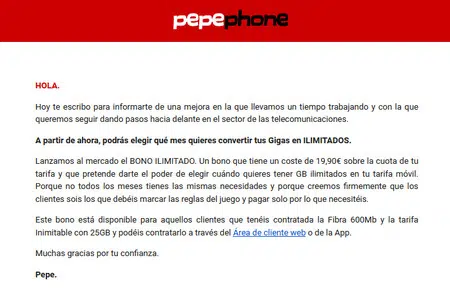 pepephone
HOLA.
Hoy te escribo para informarte de una mejora en la que llevamos un tiempo trabajando y con la que
queremos seguir dando pasos hacia delante en el sector de las telecomunicaciones.
A partir de ahora, podrás elegir qué mes quieres convertir tus Gigas en ILIMITADOS.
Lanzamos al mercado el BONO ILIMITADO. Un bono que tiene un coste de 19,90€ sobre la cuota de tu
tarifa y que pretende darte el poder de elegir cuándo quieres tener GB ilimitados en tu tarifa móvil.
Porque no todos los meses tienes las mismas necesidades y porque creemos firmemente que los
clientes sois los que debéis marcar las reglas del juego y pagar solo por lo que necesitéis.
Este bono está disponible para aquellos clientes que tenéis contratada la Fibra 600Mb y la tarifa
Inimitable con 25GB y podéis contratarlo a través del Área de cliente web o de la App.
Muchas gracias por tu confianza.
Pepe.